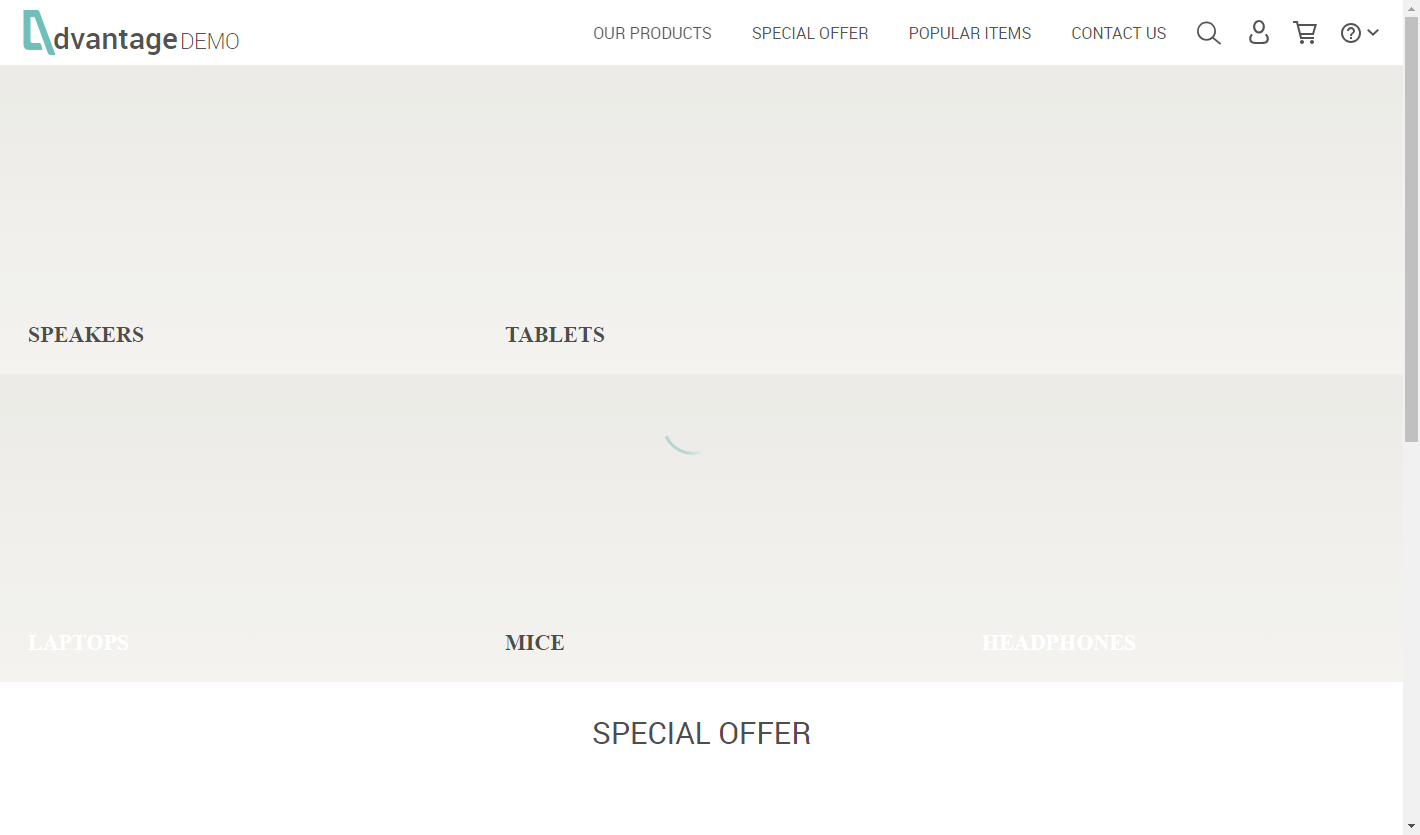 dvantage DEMO
OUR PRODUCTS SPECIAL OFFER POPULAR ITEMS CONTACT US
SPEAKERS TABLETS
LAPTOPS MICE HEADPHONES
SPECIAL OFFER